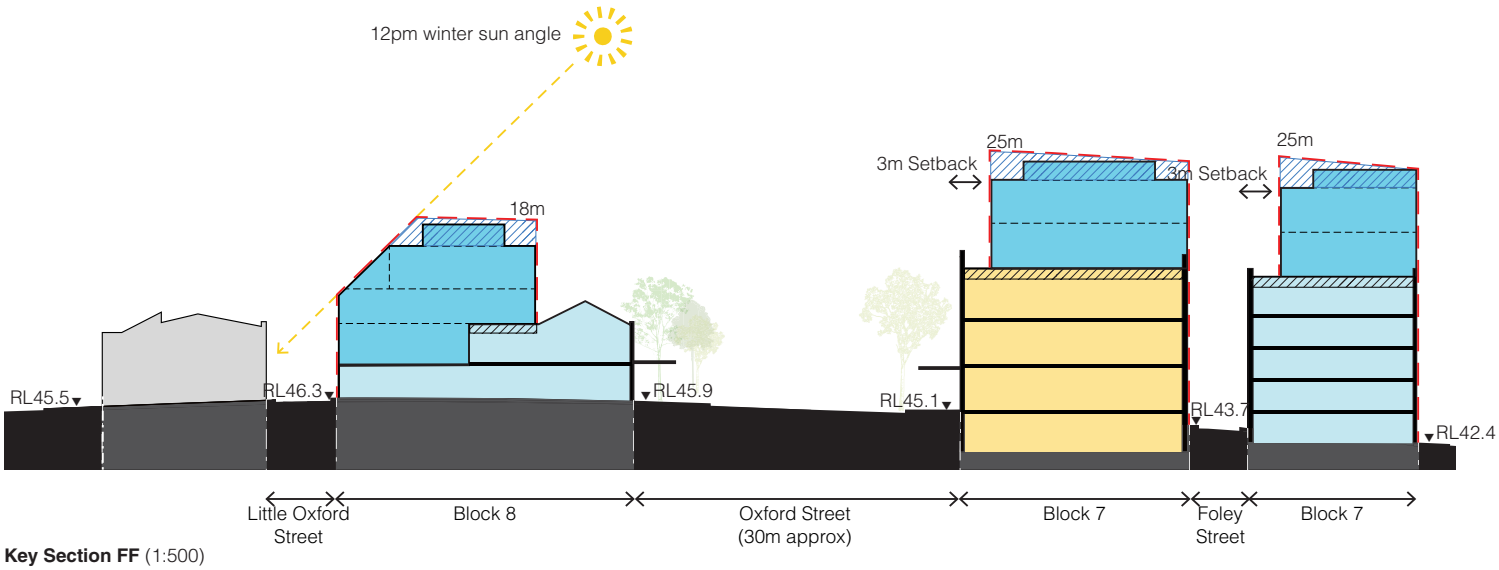 12pm winter sun angle
18m
25m
3m Setback
25m
3m Setback
RL45.5
RL46.3
RL45.9
RL45.1
RL43.7
RL42.4
Little Oxford
Street
Block 8
Oxford Street
(30m approx)
Block 7
Foley
Street
Block 7
Key Section FF (1:500)